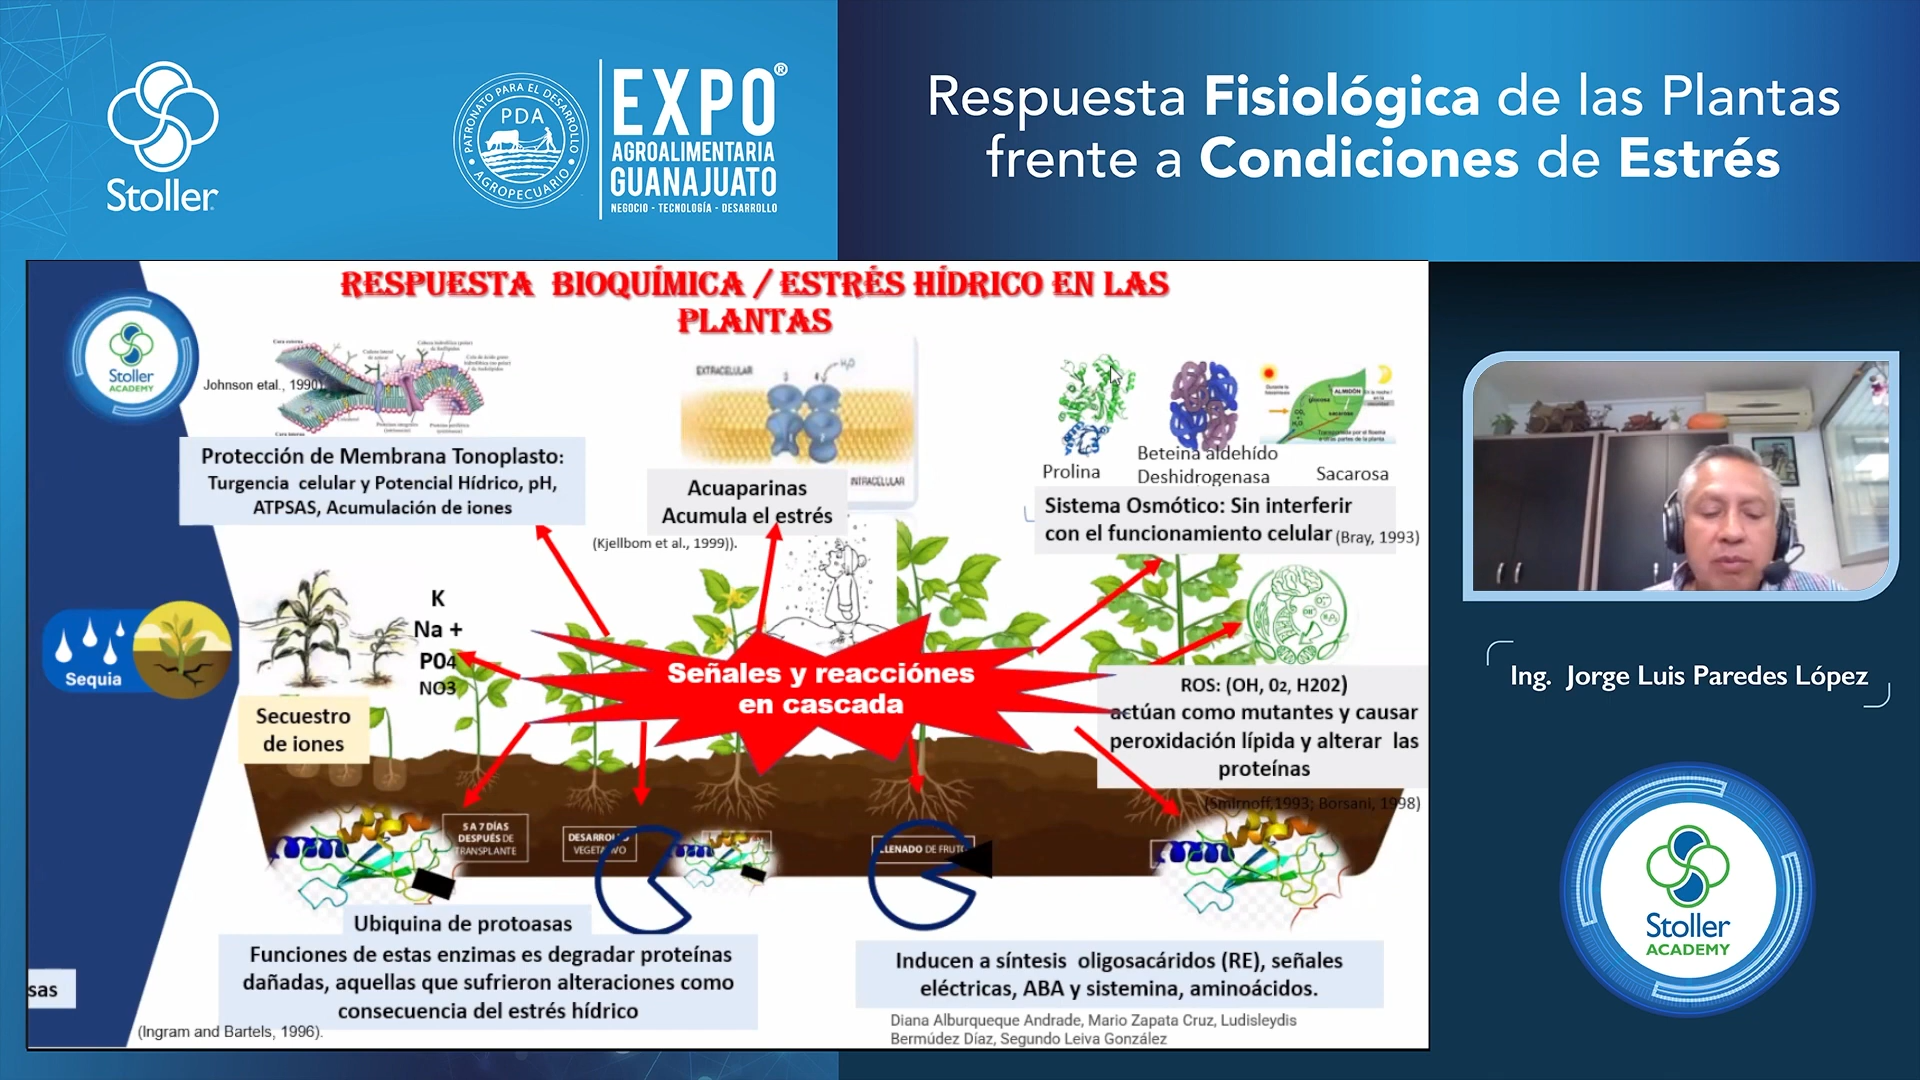 Stoller
PATRONATO PARA EL DESARROLLO
AGROPECUARIO
PDA
EXPO®
AGROALIMENTARIA
GUANAJUATO
NEGOCIO - TECNOLOGÍA - DESARROLLO
Respuesta Fisiológica de las Plantas
frente a Condiciones de Estrés
RESPUESTA BIOQUÍMICA / ESTRÉS HÍDRICO EN LAS
PLANTAS
Stoller
ACADEMY
Johnson etal., 1990)
Protección de Membrana Tonoplasto:
Turgencia celular y Potencial Hídrico, pH,
ATPSAS, Acumulación de iones
EXTRACELULAR
H₂O
INTRACELULAR
Acuaparinas
Acumula el estrés
(Kjellbom et al., 1999)).
ALMIDÓN
glucosa
sacarosa
CO₂
H₂O
Prolina
Beteina aldehído
Deshidrogenasa
Sacarosa
Sistema Osmótico: Sin interferir
con el funcionamiento celular (Bray, 1993)
K
Na +
P04
NO3
Sequia
Secuestro
de iones
Señales y reacciónes
en cascada
ROS: (OH, 02, H202)
actúan como mutantes y causar
peroxidación lípida y alterar las
proteínas
(Smirnoff,1993; Borsani, 1998)
5 A 7 DÍAS
DESPUÉS DE
TRANSPLANTE
DESARROLLO
VEGETATIVO
LLENADO DE FRUTO
Ubiquina de protoasas
Funciones de estas enzimas es degradar proteínas
dañadas, aquellas que sufrieron alteraciones como
consecuencia del estrés hídrico
(Ingram and Bartels, 1996).
sas
Inducen a síntesis oligosacáridos (RE), señales
eléctricas, ABA y sistemina, aminoácidos.
Diana Alburqueque Andrade, Mario Zapata Cruz, Ludisleydis
Bermúdez Díaz, Segundo Leiva González
Ing. Jorge Luis Paredes López
Stoller
ACADEMY